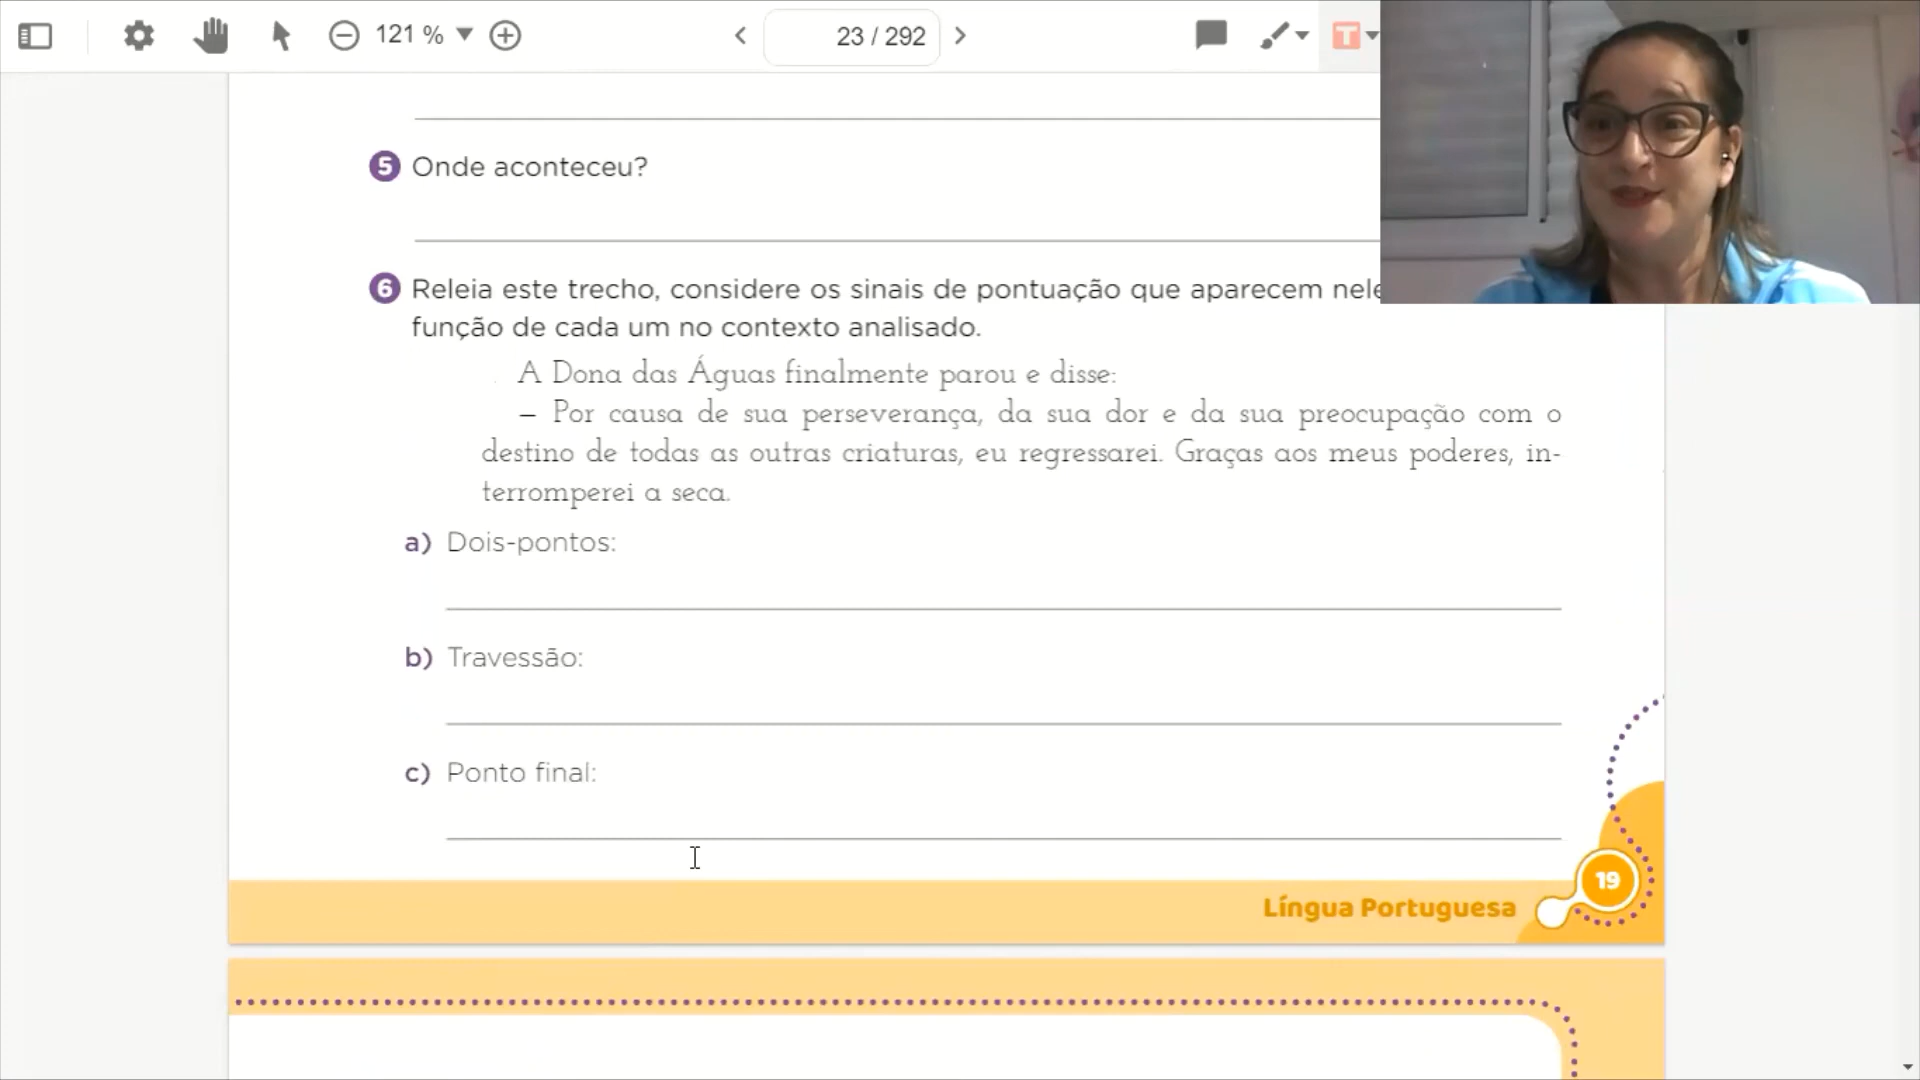 121 %
23 / 292
T
5 Onde aconteceu?
6 Releia este trecho, considere os sinais de pontuação que aparecem nele
função de cada um no contexto analisado.
A Dona das Águas finalmente parou e disse:
– Por causa de sua perseverança, da sua dor e da sua preocupação com o
destino de todas as outras criaturas, eu regressarei. Graças aos meus poderes, in-
terromperei a seca.
a) Dois-pontos:
b) Travessão:
c) Ponto final:
Língua Portuguesa 19